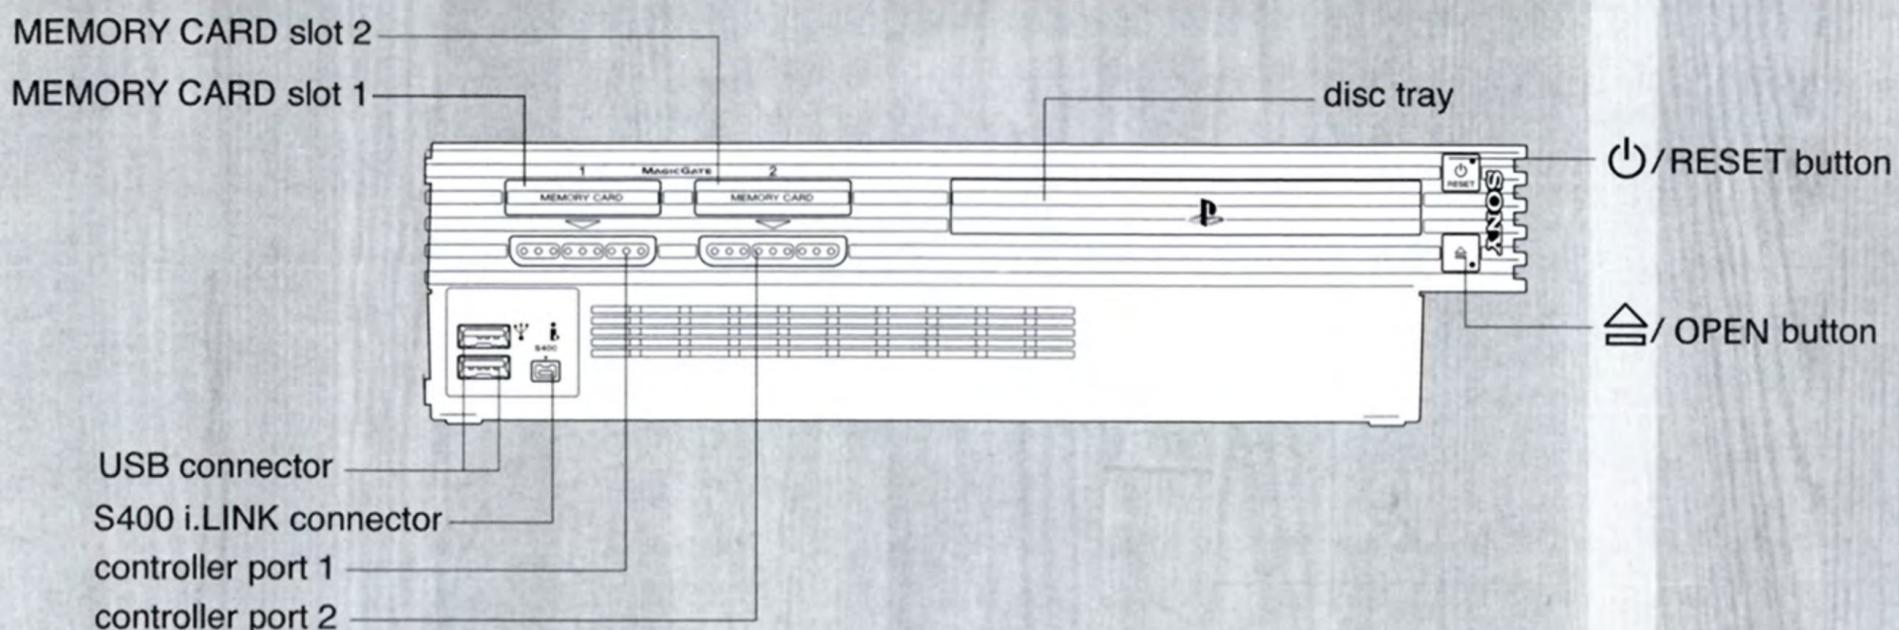 MEMORY CARD slot 2
MEMORY CARD slot 1
disc tray
⏻/RESET button
1 MAGICGATE 2
MEMORY CARD MEMORY CARD
RESET
SONY
S400
⏏/ OPEN button
USB connector
S400 i.LINK connector
controller port 1
controller port 2